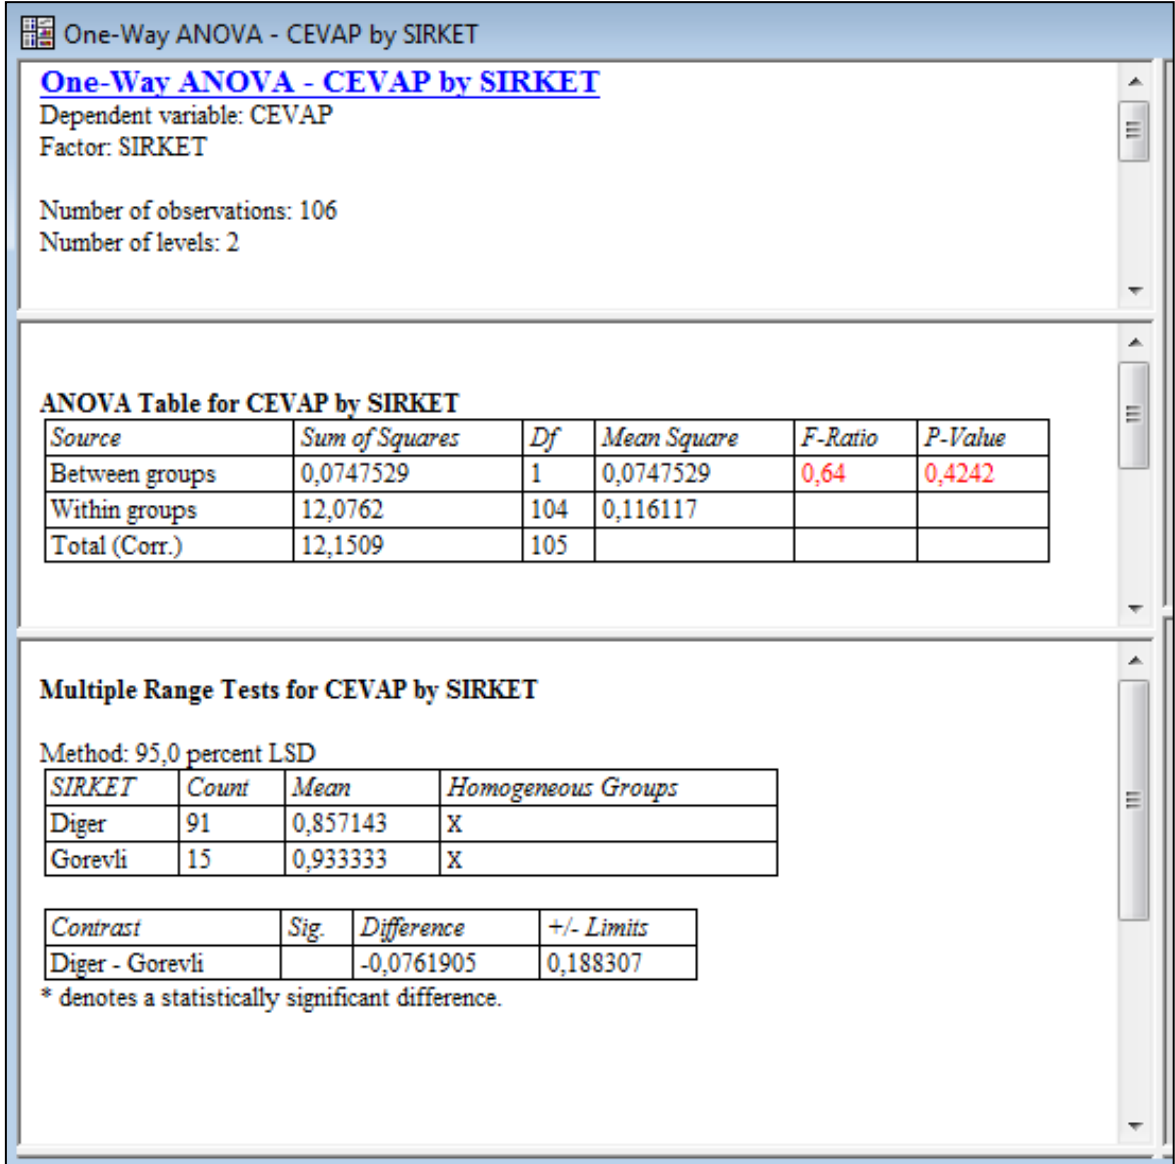 One-Way ANOVA - CEVAP by SIRKET
One-Way ANOVA - CEVAP by SIRKET
Dependent variable: CEVAP
Factor: SIRKET
Number of observations: 106
Number of levels: 2
ANOVA Table for CEVAP by SIRKET
Source Sum of Squares Df Mean Square F-Ratio P-Value
Between groups 0,0747529 1 0,0747529 0,64 0,4242
Within groups 12,0762 104 0,116117
Total (Corr.) 12,1509 105
Multiple Range Tests for CEVAP by SIRKET
Method: 95,0 percent LSD
SIRKET Count Mean Homogeneous Groups
Diger 91 0,857143 X
Gorevli 15 0,933333 X
Contrast Sig. Difference +/- Limits
Diger - Gorevli -0,0761905 0,188307
* denotes a statistically significant difference.